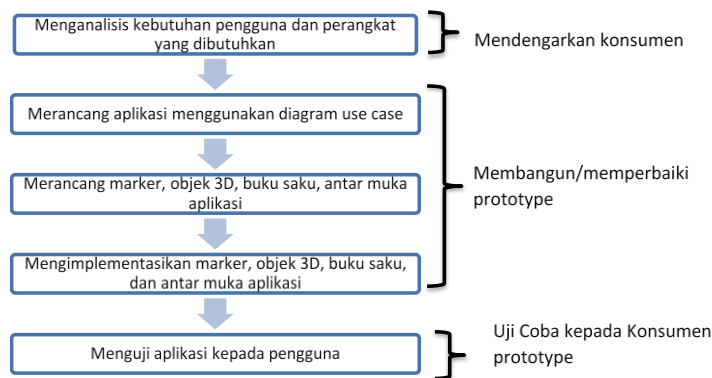 Menganalisis kebutuhan pengguna dan perangkat
yang dibutuhkan
Mendengarkan konsumen
Merancang aplikasi menggunakan diagram use case
Merancang marker, objek 3D, buku saku, antar muka
aplikasi
Membangun/memperbaiki
prototype
Mengimplementasikan marker, objek 3D, buku saku,
dan antar muka aplikasi
Menguji aplikasi kepada pengguna
Uji Coba kepada Konsumen
prototype